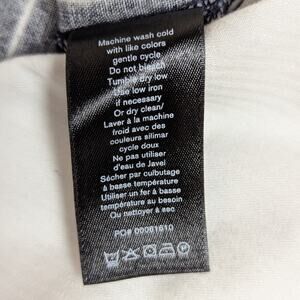 Machine wash cold
with like colors
gentle cycle
Do not bleach
Tumble dry low
Use low iron
if necessary
Or dry clean/
Laver à la machine
froid avec des
couleurs silimar
cycle doux
Ne pas utiliser
d'eau de Javel
Sécher par culbutage
à basse température
Utiliser un fer à basse
température au besoin
Ou nettoyer à sec
PO# 00061610